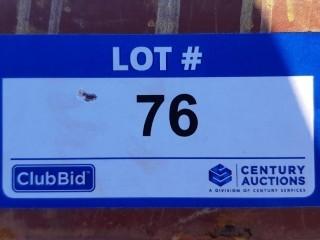 LOT #
76
ClubBid
CENTURY
AUCTIONS
A DIVISION OF CENTURY SERVICES